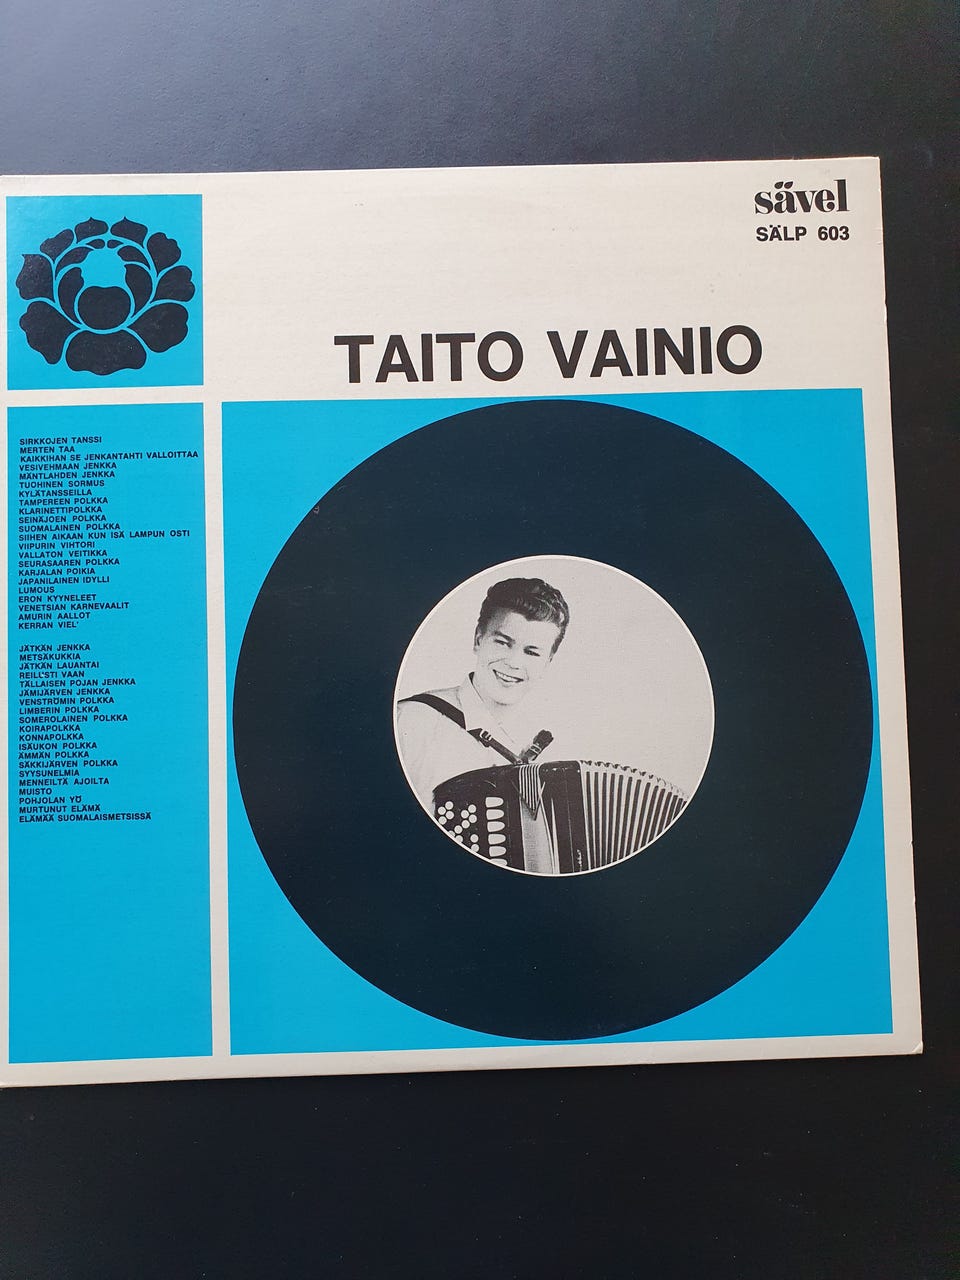 sävel
SÄLP 603
TAITO VAINIO
SIRKKOJEN TANSSI
MERTEN TAA
KAIKKIHAN SE JENKANTAHTI VALLOITTAA
VESIVEHMAAN JENKKA
MÄNTLAHDEN JENKKA
TUOHINEN SORMUS
KYLÄTANSSEILLA
TAMPEREEN POLKKA
KLARINETTIPOLKKA
SEINÄJOEN POLKKA
SUOMALAINEN POLKKA
SIIHEN AIKAAN KUN ISÄ LAMPUN OSTI
VIIPURIN VIHTORI
VALLATON VEITIKKA
SEURASAAREN POLKKA
KARJALAN POIKIA
JAPANILAINEN IDYLLI
LUMOUS
ERON KYYNELEET
VENETSIAN KARNEVAALIT
AMURIN AALLOT
KERRAN VIEL'
JÄTKÄN JENKKA
METSÄKUKKIA
JÄTKÄN LAUANTAI
REILUSTI VAAN
TÄLLAISEN POJAN JENKKA
JÄMIJÄRVEN JENKKA
VENSTRÖMIN POLKKA
LIMBERIN POLKKA
SOMEROLAINEN POLKKA
KOIRAPOLKKA
KONNAPOLKKA
ISÄUKON POLKKA
ÄMMÄN POLKKA
SÄKKIJÄRVEN POLKKA
SYYSUNELMIA
MENNEILTÄ AJOILTA
MUISTO
POHJOLAN YÖ
MURTUNUT ELÄMÄ
ELÄMÄÄ SUOMALAISMETSISSÄ